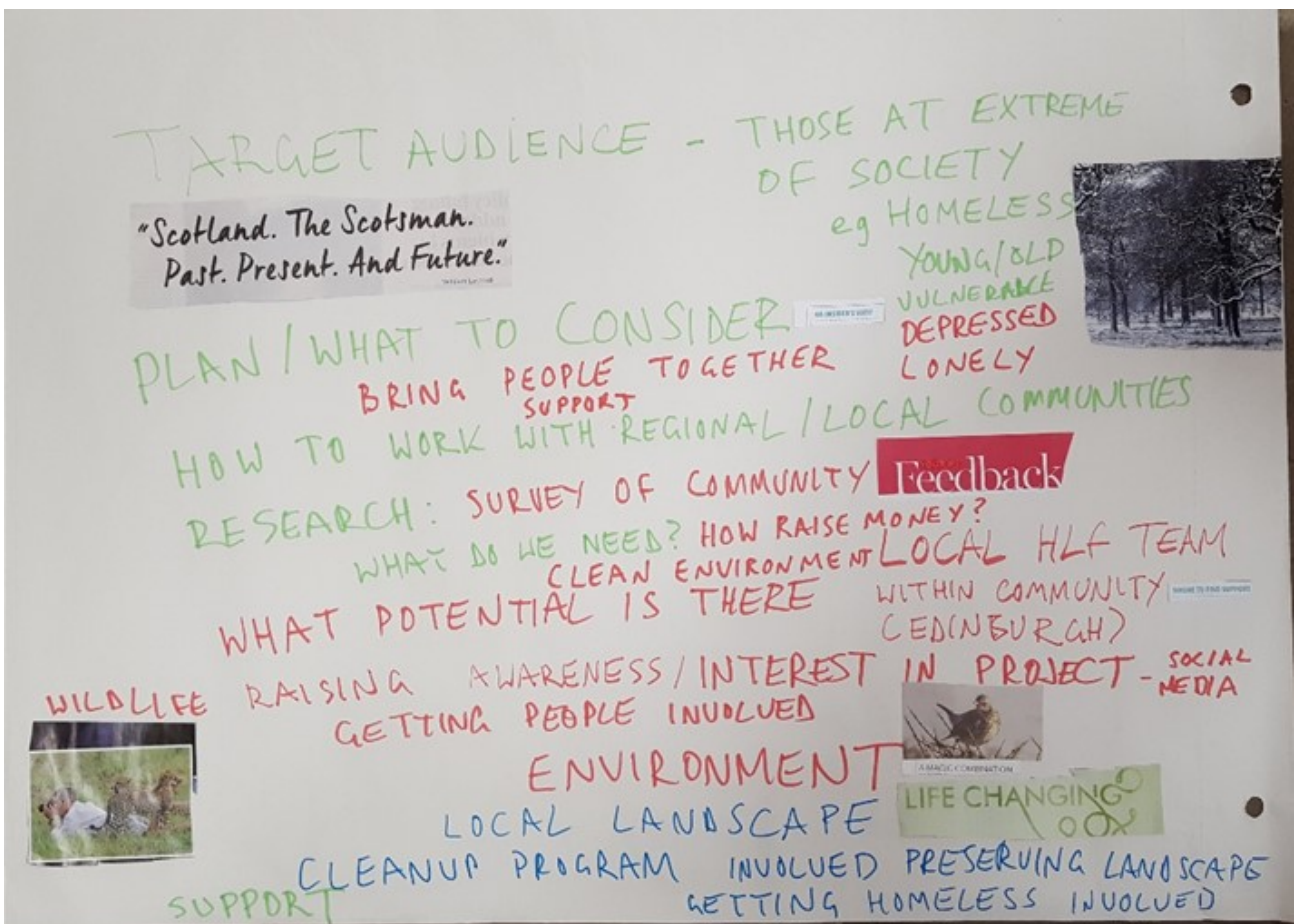 TARGET AUDIENCE - THOSE AT EXTREME
OF SOCIETY
eg HOMELESS
YOUNG/OLD
VULNERABLE
DEPRESSED
LONELY
"Scotland. The Scotsman.
Past. Present. And Future."
PLAN/WHAT TO CONSIDER
BRING PEOPLE TOGETHER
SUPPORT
HOW TO WORK WITH REGIONAL/LOCAL COMMUNITIES
RESEARCH: SURVEY OF COMMUNITY Feedback
WHAT DO WE NEED? HOW RAISE MONEY?
CLEAN ENVIRONMENT LOCAL HLF TEAM
WHAT POTENTIAL IS THERE WITHIN COMMUNITY
(EDINBURGH)
WILDLIFE RAISING AWARENESS/INTEREST IN PROJECT - SOCIAL
MEDIA
GETTING PEOPLE INVOLVED
ENVIRONMENT
A MAGIC COMBINATION
LIFE CHANGING
LOCAL LANDSCAPE
CLEANUP PROGRAM INVOLVED PRESERVING LANDSCAPE
SUPPORT GETTING HOMELESS INVOLVED